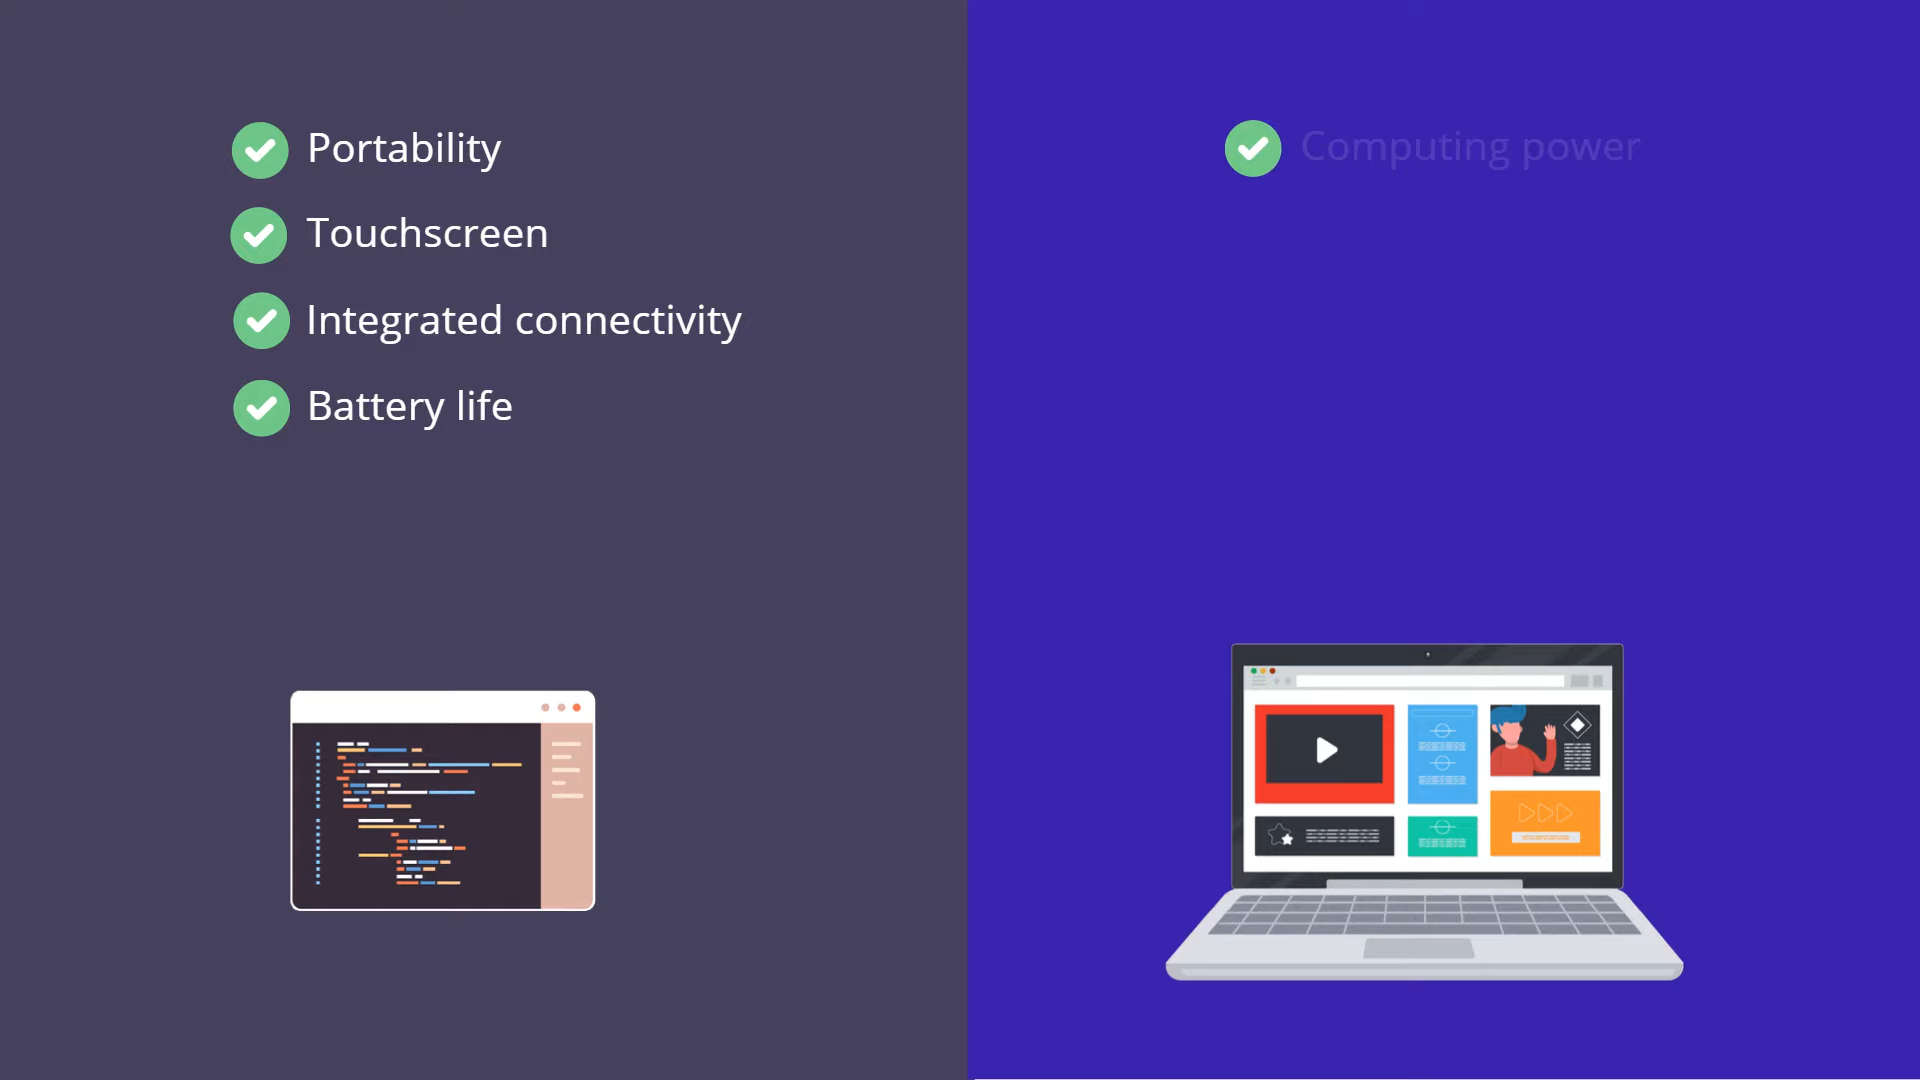 Portability
Touchscreen
Integrated connectivity
Battery life
Computing power